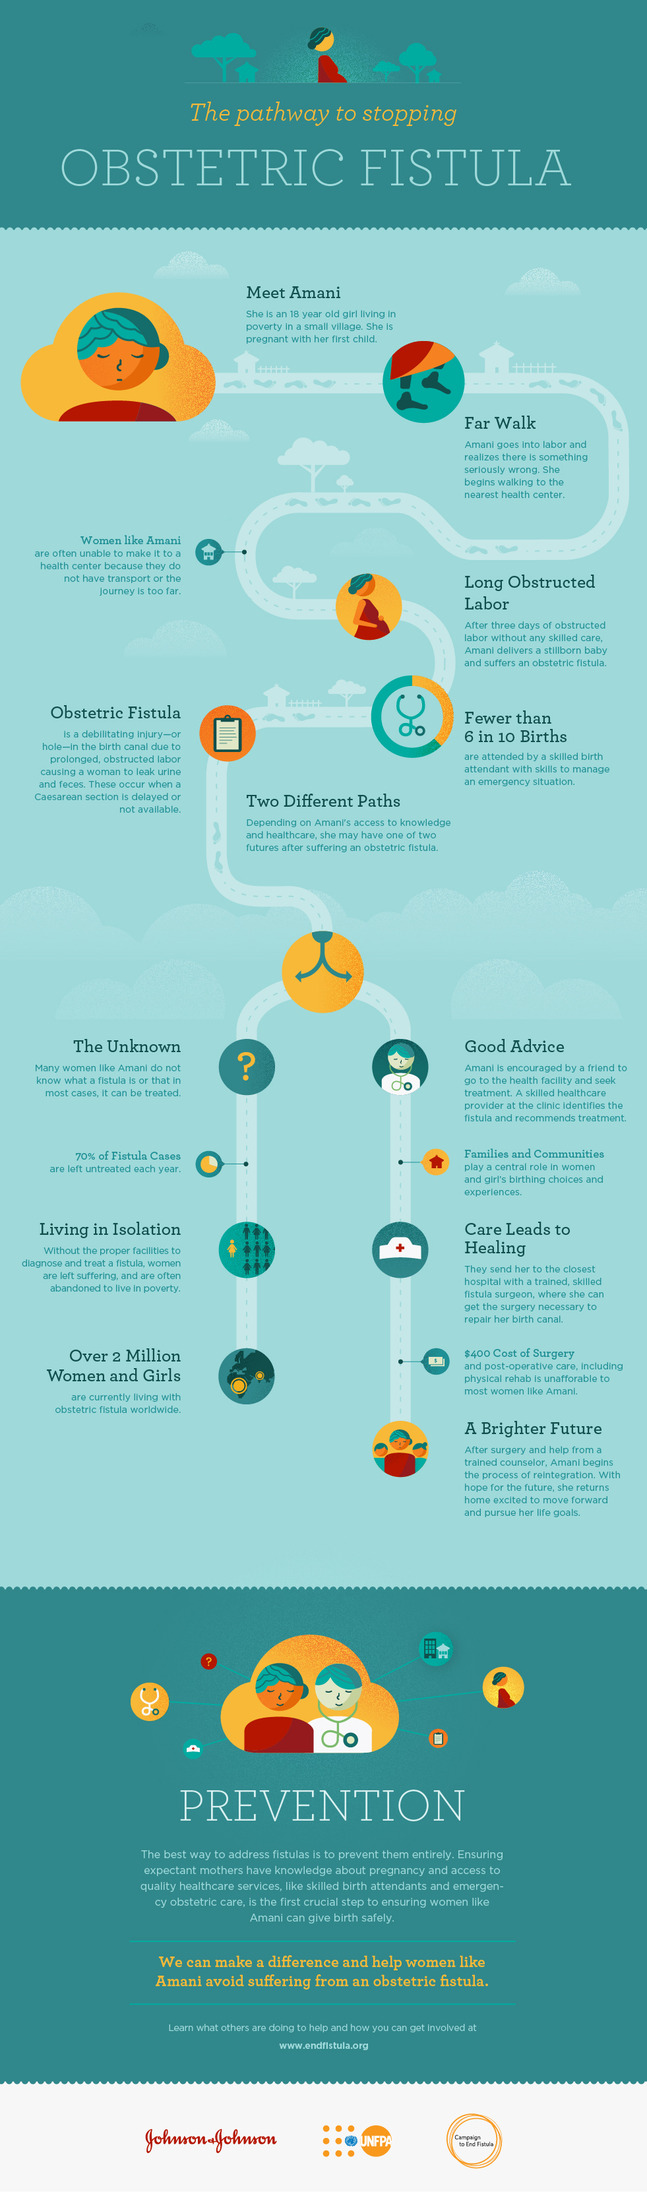 The pathway to stopping
OBSTETRIC FISTULA
Meet Amani
She is an 18 year old girl living in
poverty in a small village. She is
pregnant with her first child.
Far Walk
Amani goes into labor and
realizes there is something
seriously wrong. She
begins walking to the
nearest health center.
Women like Amani
are often unable to make it to a
health center because they do
not have transport or the
journey is too far.
Long Obstructed
Labor
After three days of obstructed
labor without any skilled care,
Amani delivers a stillborn baby
and suffers an obstetric fistula.
Fewer than
6 in 10 Births
are attended by a skilled birth
attendant with skills to manage
an emergency situation.
Obstetric Fistula
is a debilitating injury—or
hole—in the birth canal due to
prolonged, obstructed labor
causing a woman to leak urine
and feces. These occur when a
Caesarean section is delayed or
not available.
Two Different Paths
Depending on Amani's access to knowledge
and healthcare, she may have one of two
futures after suffering an obstetric fistula.
The Unknown
Many women like Amani do not
know what a fistula is or that in
most cases, it can be treated.
?
70% of Fistula Cases
are left untreated each year.
Living in Isolation
Without the proper facilities to
diagnose and treat a fistula, women
are left suffering, and are often
abandoned to live in poverty.
Over 2 Million
Women and Girls
are currently living with
obstetric fistula worldwide.
Good Advice
Amani is encouraged by a friend to
go to the health facility and seek
treatment. A skilled healthcare
provider at the clinic identifies the
fistula and recommends treatment.
Families and Communities
play a central role in women
and girl's birthing choices and
experiences.
Care Leads to
Healing
They send her to the closest
hospital with a trained, skilled
fistula surgeon, where she can
get the surgery necessary to
repair her birth canal.
$400 Cost of Surgery
and post-operative care, including
physical rehab is unafforable to
most women like Amani.
A Brighter Future
After surgery and help from a
trained counselor, Amani begins
the process of reintegration. With
hope for the future, she returns
home excited to move forward
and pursue her life goals.
?
PREVENTION
The best way to address fistulas is to prevent them entirely. Ensuring
expectant mothers have knowledge about pregnancy and access to
quality healthcare services, like skilled birth attendants and emergen-
cy obstetric care, is the first crucial step to ensuring women like
Amani can give birth safely.
We can make a difference and help women like
Amani avoid suffering from an obstetric fistula.
Learn what others are doing to help and how you can get involved at
www.endfistula.org
Johnson & Johnson
UNFPA
Campaign
to End Fistula